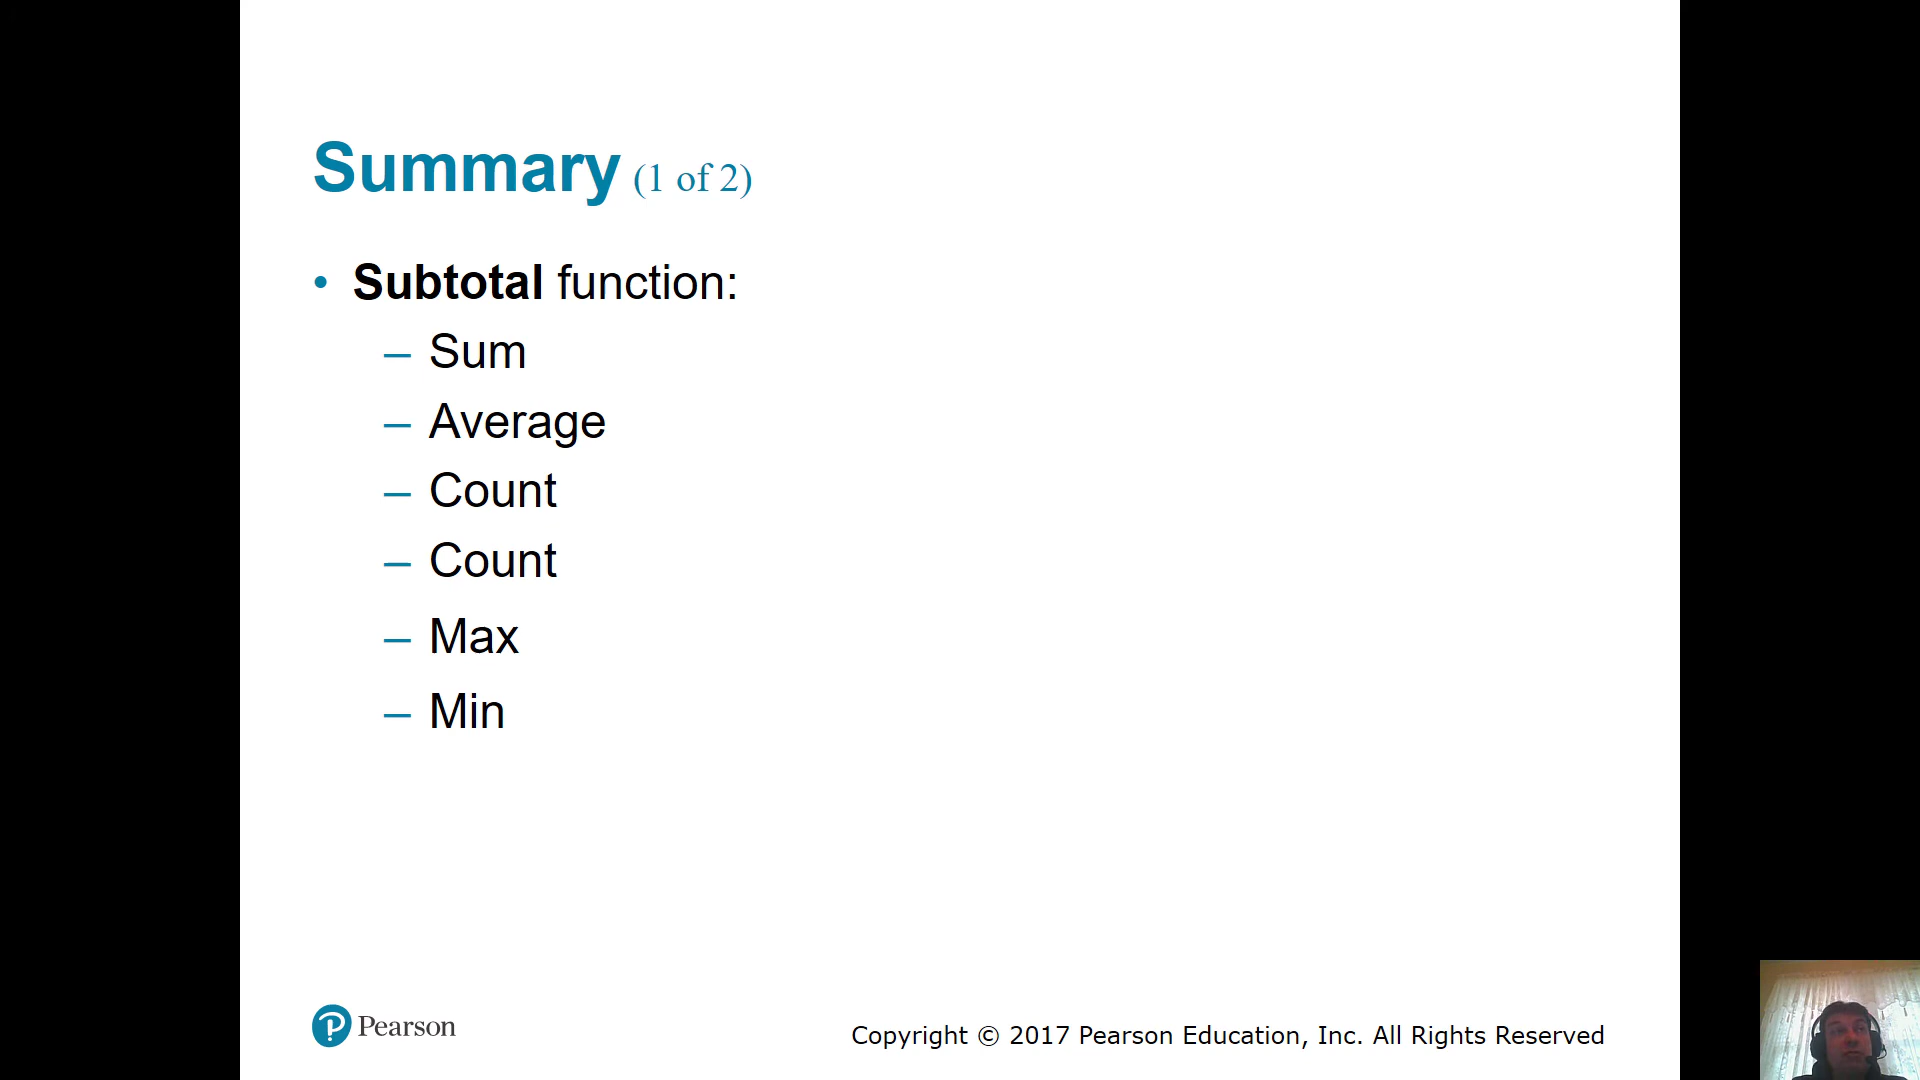 Summary (1 of 2)
• Subtotal function:
– Sum
– Average
– Count
– Count
– Max
– Min
Pearson
Copyright © 2017 Pearson Education, Inc. All Rights Reserved